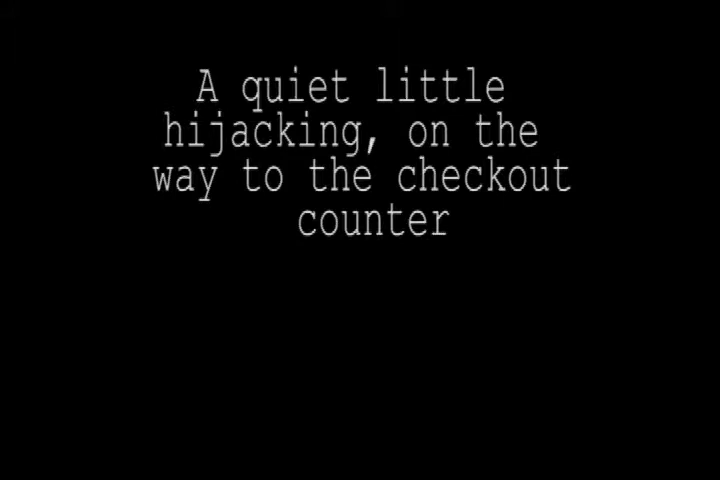 A quiet little
hijacking, on the
way to the checkout
counter